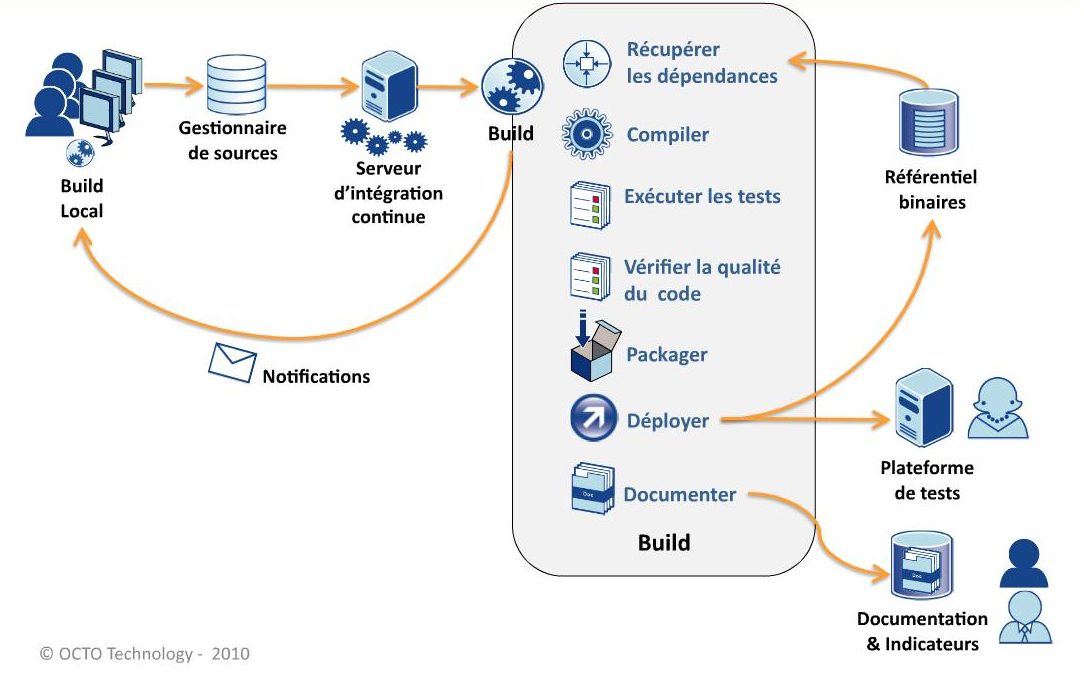 Build
Local
Gestionnaire
de sources
Serveur
d'intégration
continue
Build
Notifications
Récupérer
les dépendances
Compiler
Exécuter les tests
Vérifier la qualité
du code
Packager
Déployer
Doc
Documenter
Build
Référentiel
binaires
Plateforme
de tests
Doc
Documentation
& Indicateurs
© OCTO Technology - 2010